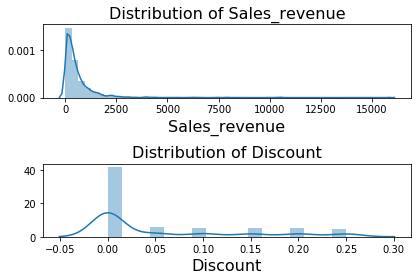 Distribution of Sales_revenue
0.001
0.000
0 2500 5000 7500 10000 12500 15000
Sales_revenue
Distribution of Discount
40
20
0
−0.05 0.00 0.05 0.10 0.15 0.20 0.25 0.30
Discount